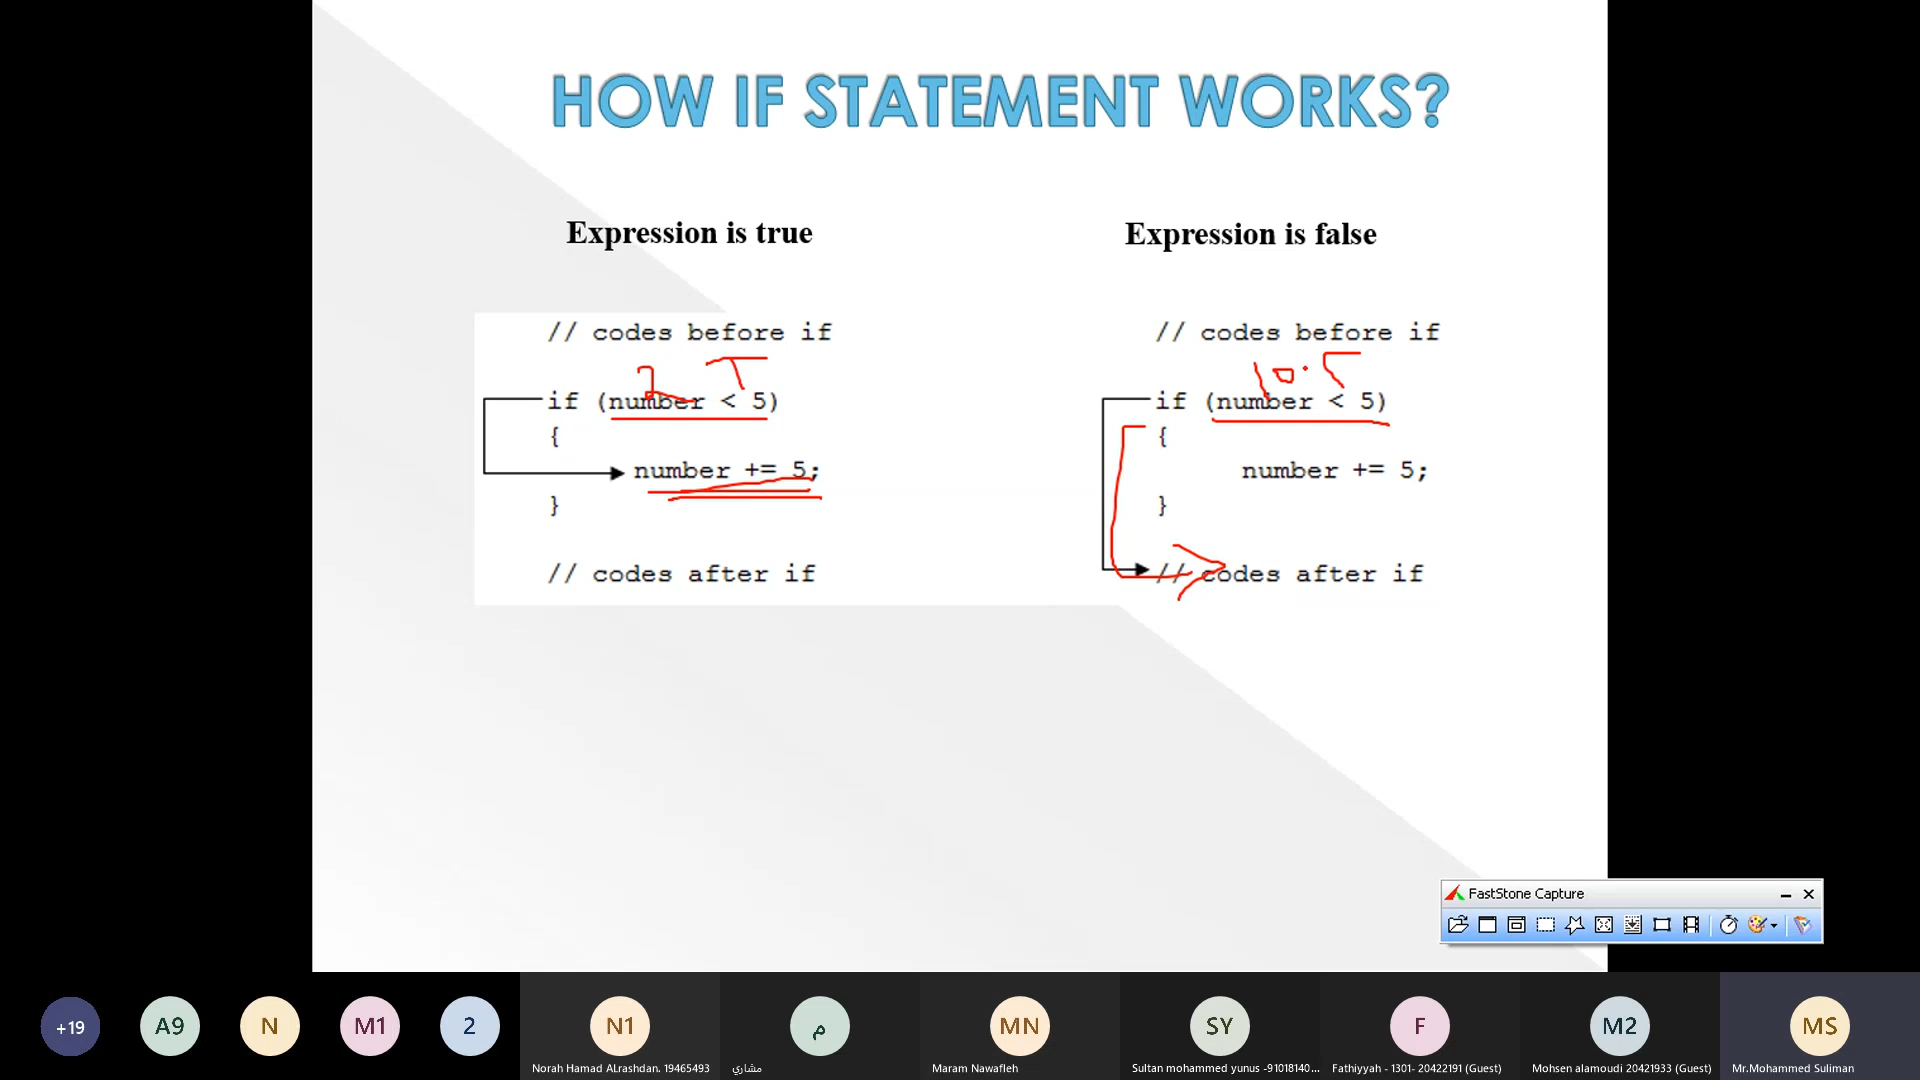 HOW IF STATEMENT WORKS?
Expression is true
// codes before if
2 T
if (number < 5)
{
number += 5;
}
// codes after if
Expression is false
// codes before if
10.
if (number < 5)
{
number += 5;
}
// codes after if
FastStone Capture
+19
A9
N
M1
2
N1
Norah Hamad ALrashdan. 19465493
م
مشاري
MN
Maram Nawafleh
SY
Sultan mohammed yunus -91018140...
F
Fathiyyah - 1301- 20422191 (Guest)
M2
Mohsen alamoudi 20421933 (Guest)
MS
Mr.Mohammed Suliman